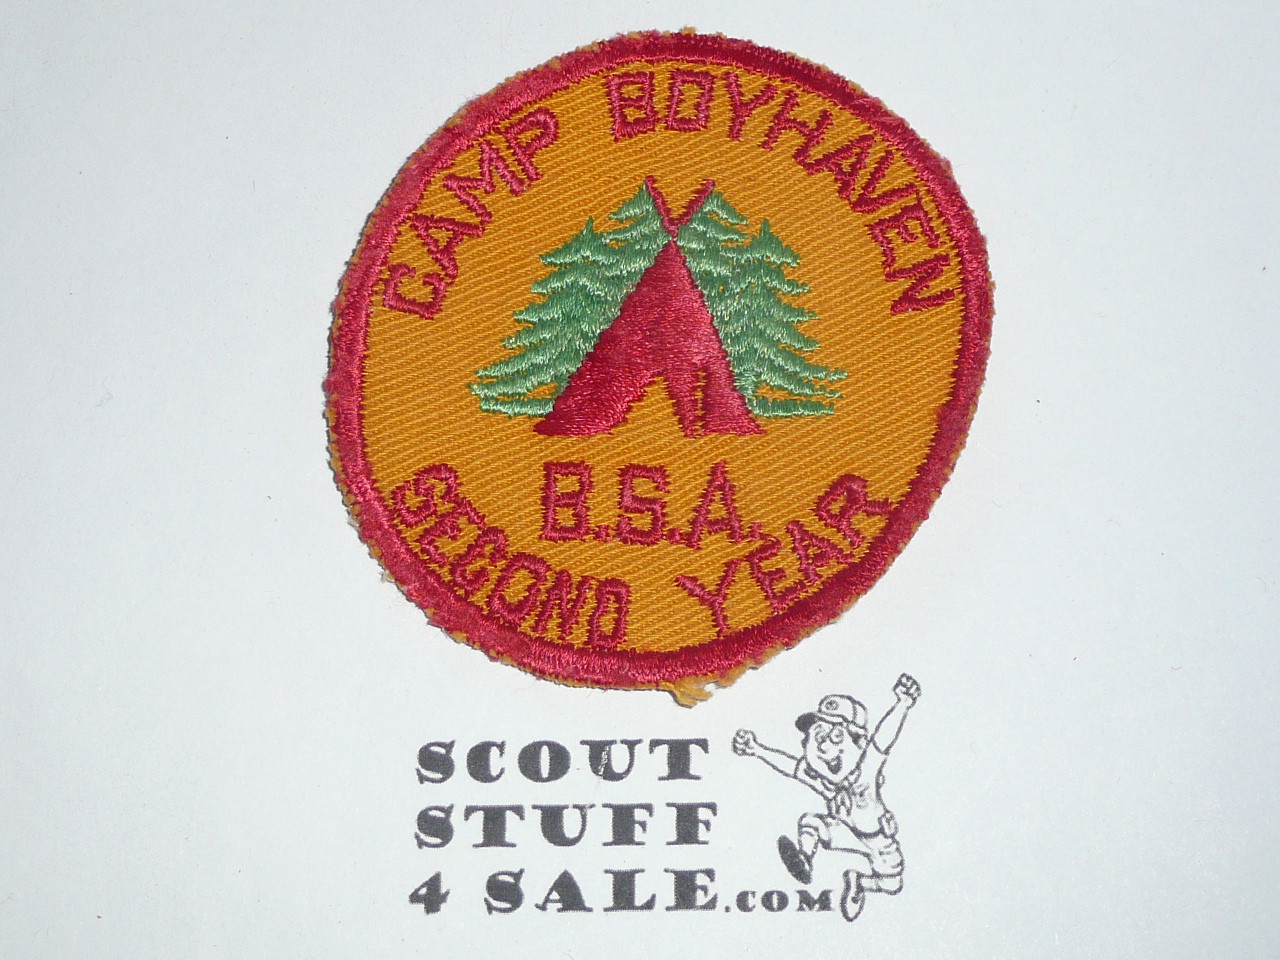 CAMP BOYHAVEN
B.S.A.
SECOND YEAR
SCOUT
STUFF
4 SALE.COM